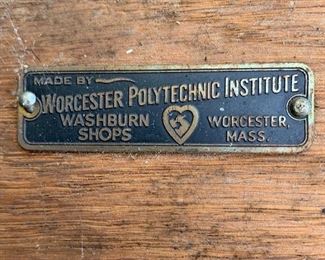 MADE BY
WORCESTER POLYTECHNIC INSTITUTE
WASHBURN SHOPS
WORCESTER, MASS.